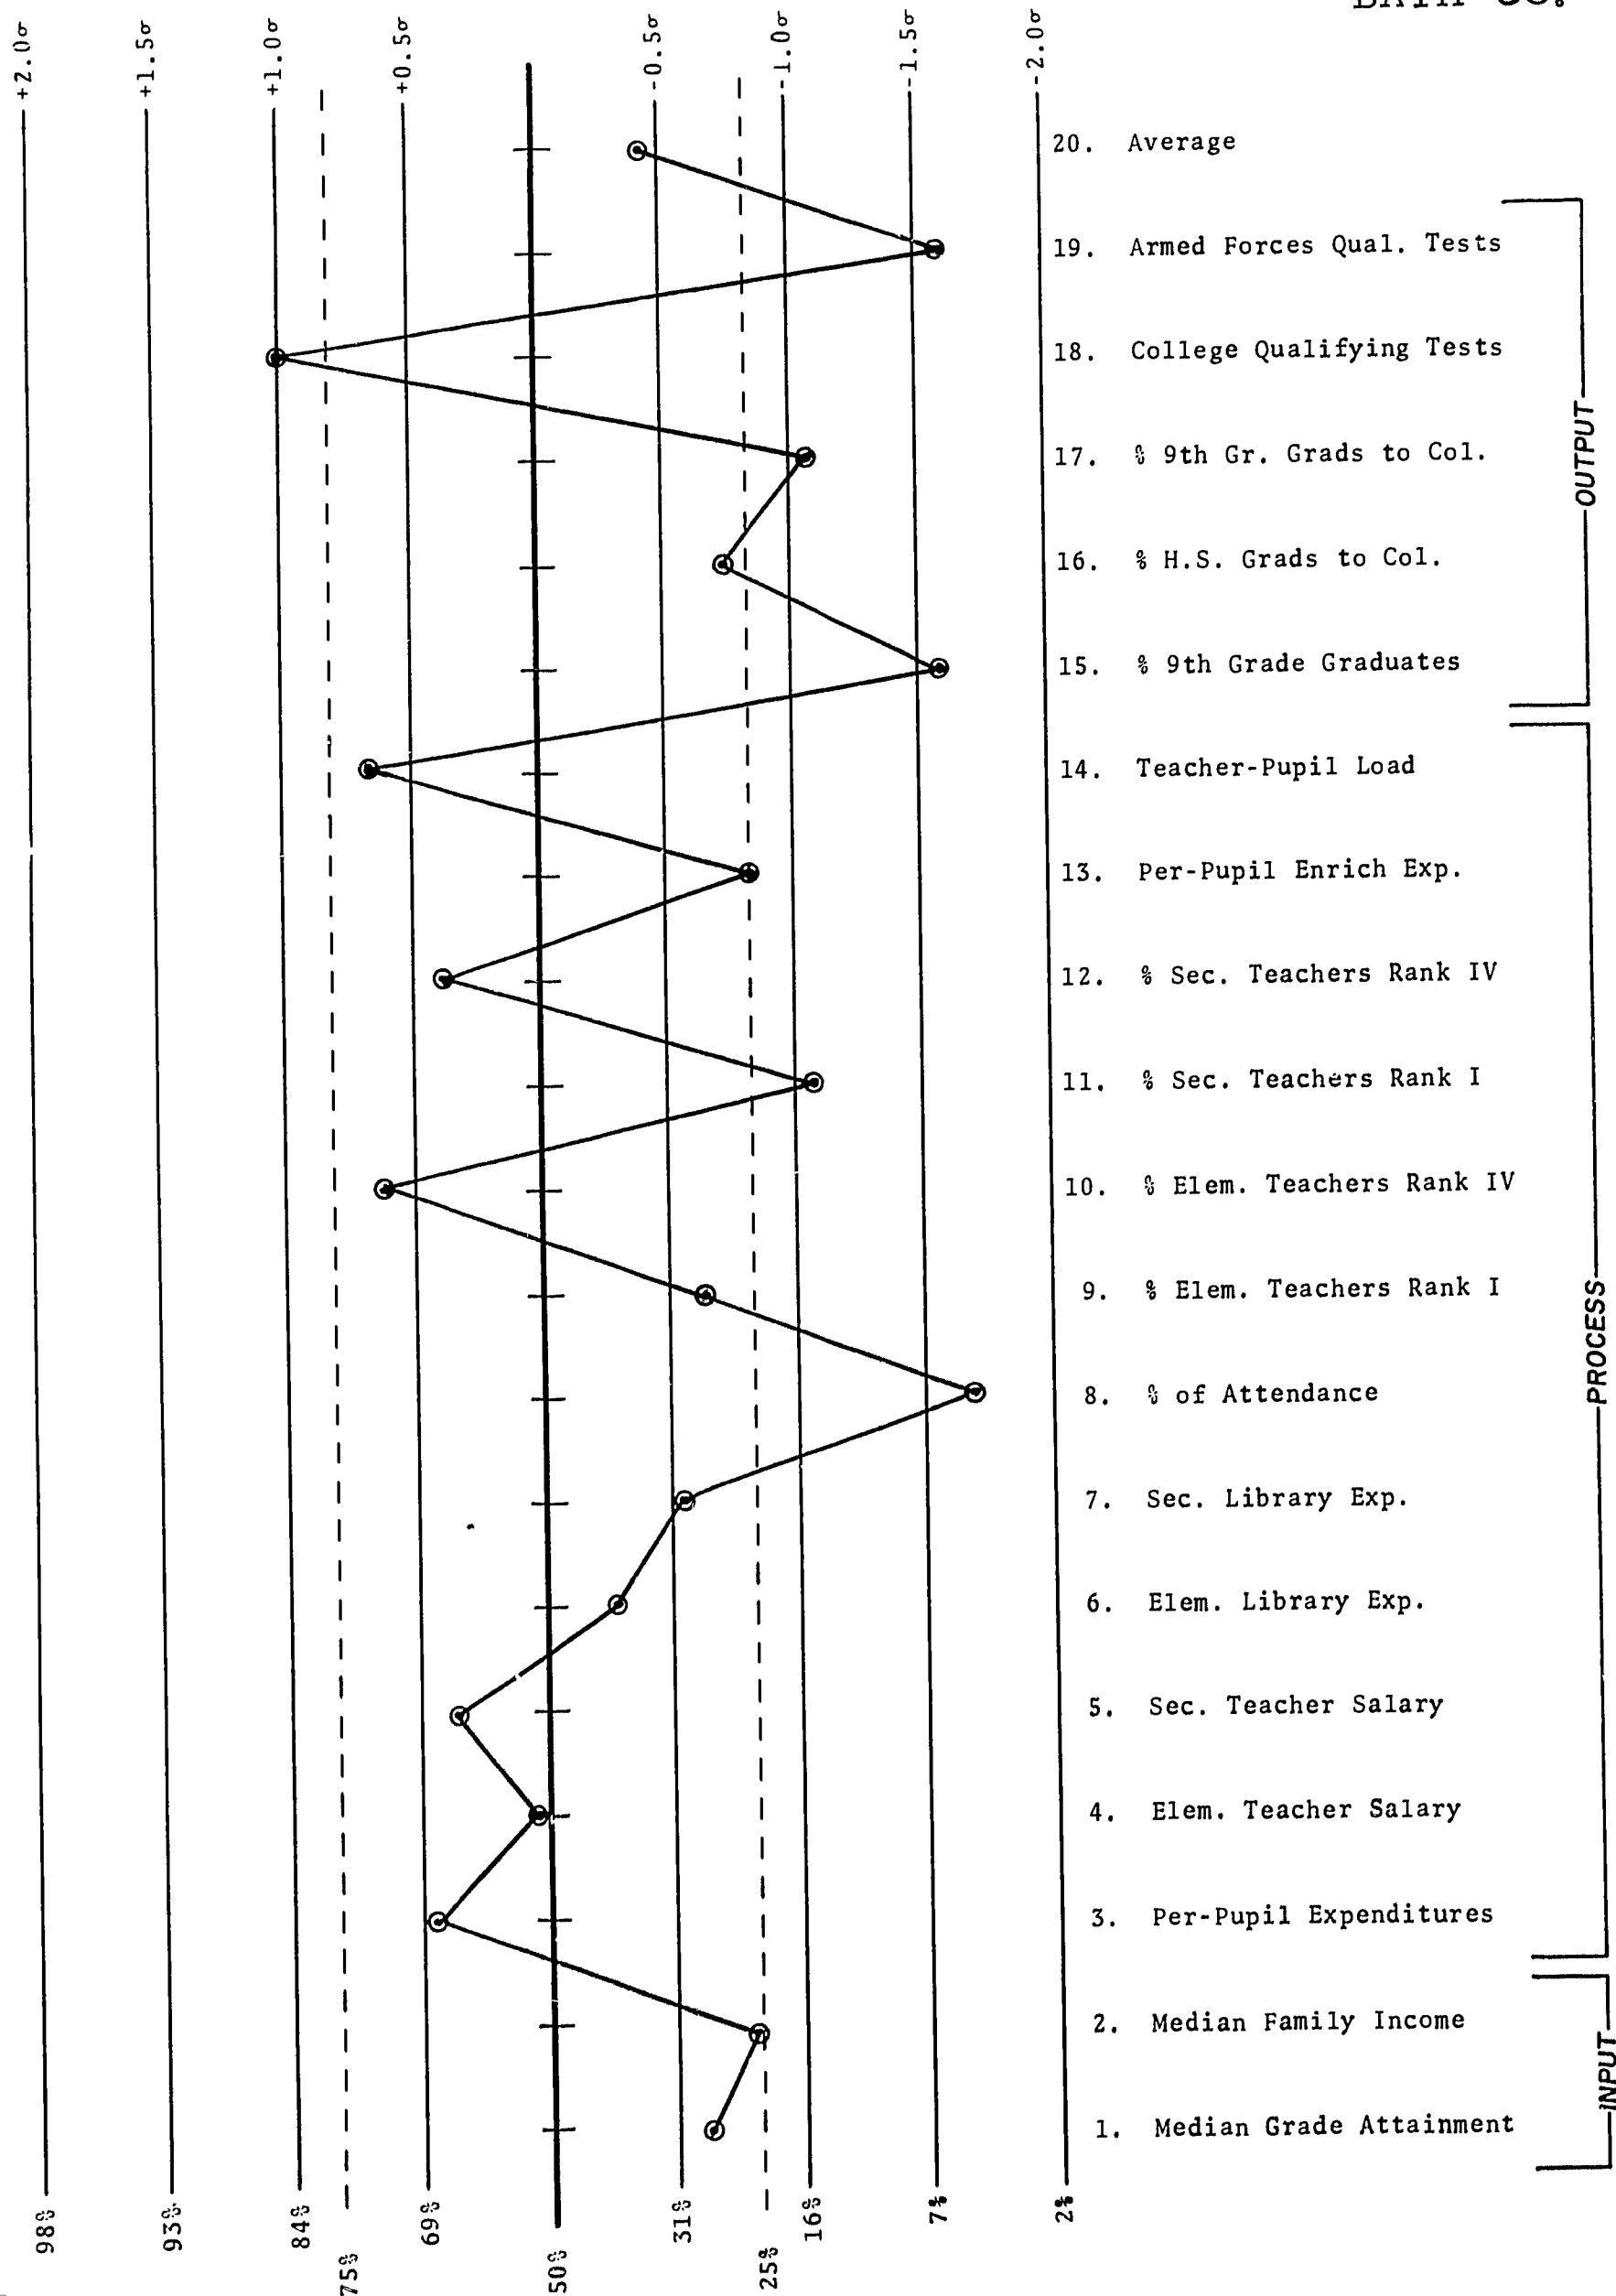 BATH CO.
+2.0σ
+1.5σ
+1.0σ
+0.5σ
-0.5σ
-1.0σ
-1.5σ
-2.0σ
20. Average
19. Armed Forces Qual. Tests
18. College Qualifying Tests
17. % 9th Gr. Grads to Col.
16. % H.S. Grads to Col.
15. % 9th Grade Graduates
OUTPUT
14. Teacher-Pupil Load
13. Per-Pupil Enrich Exp.
12. % Sec. Teachers Rank IV
11. % Sec. Teachers Rank I
10. % Elem. Teachers Rank IV
9. % Elem. Teachers Rank I
8. % of Attendance
7. Sec. Library Exp.
6. Elem. Library Exp.
5. Sec. Teacher Salary
4. Elem. Teacher Salary
3. Per-Pupil Expenditures
PROCESS
2. Median Family Income
1. Median Grade Attainment
INPUT
98%
93%
84%
75%
69%
50%
31%
25%
16%
7%
2%